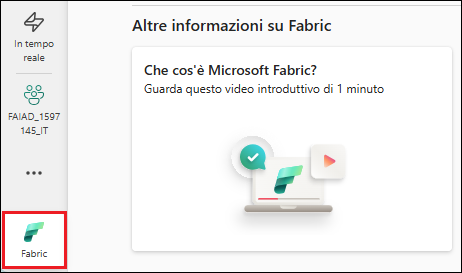 In tempo
reale
FAIAD_1597
145_IT
Fabric
Altre informazioni su Fabric
Che cos'è Microsoft Fabric?
Guarda questo video introduttivo di 1 minuto